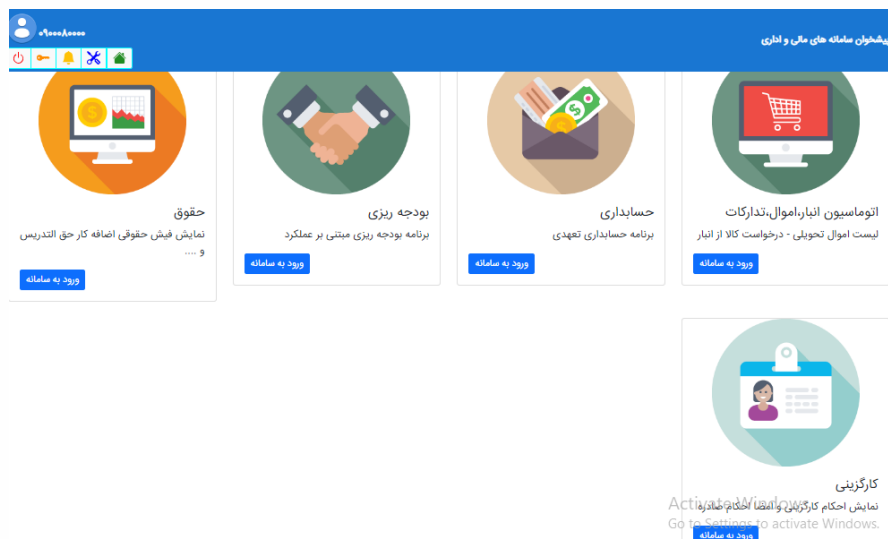 پیشخوان سامانه های مالی و اداری
۰۹۰۰۰۸۰۰۰۰
اتوماسیون انبار،اموال،تدارکات
لیست اموال تحویلی - درخواست کالا از انبار
ورود به سامانه
حسابداری
برنامه حسابداری تعهدی
ورود به سامانه
بودجه ریزی
برنامه بودجه ریزی مبتنی بر عملکرد
ورود به سامانه
حقوق
نمایش فیش حقوقی اضافه کار حق التدریس
و ....
ورود به سامانه
کارگزینی
نمایش احکام کارگزینی و امضا احکام صادره
ورود به سامانه
Activate Windows
Go to Settings to activate Windows.